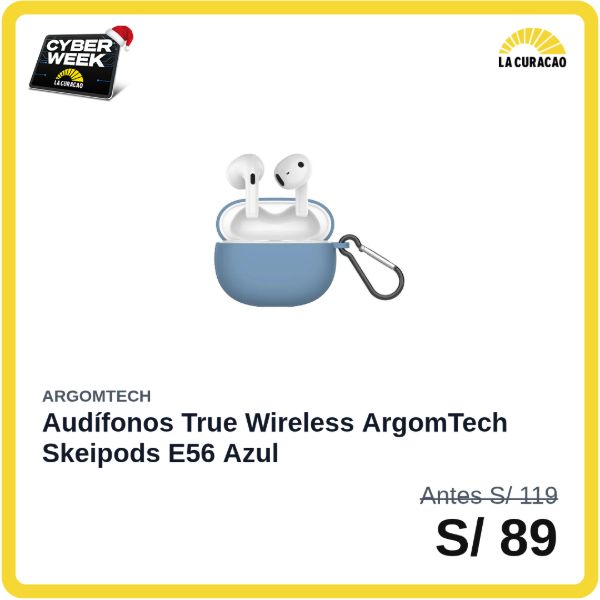 CYBER
WEEK
LA CURACAO
LA CURACAO
ARGOMTECH
Audífonos True Wireless ArgomTech
Skeipods E56 Azul
Antes S/ 119
S/ 89